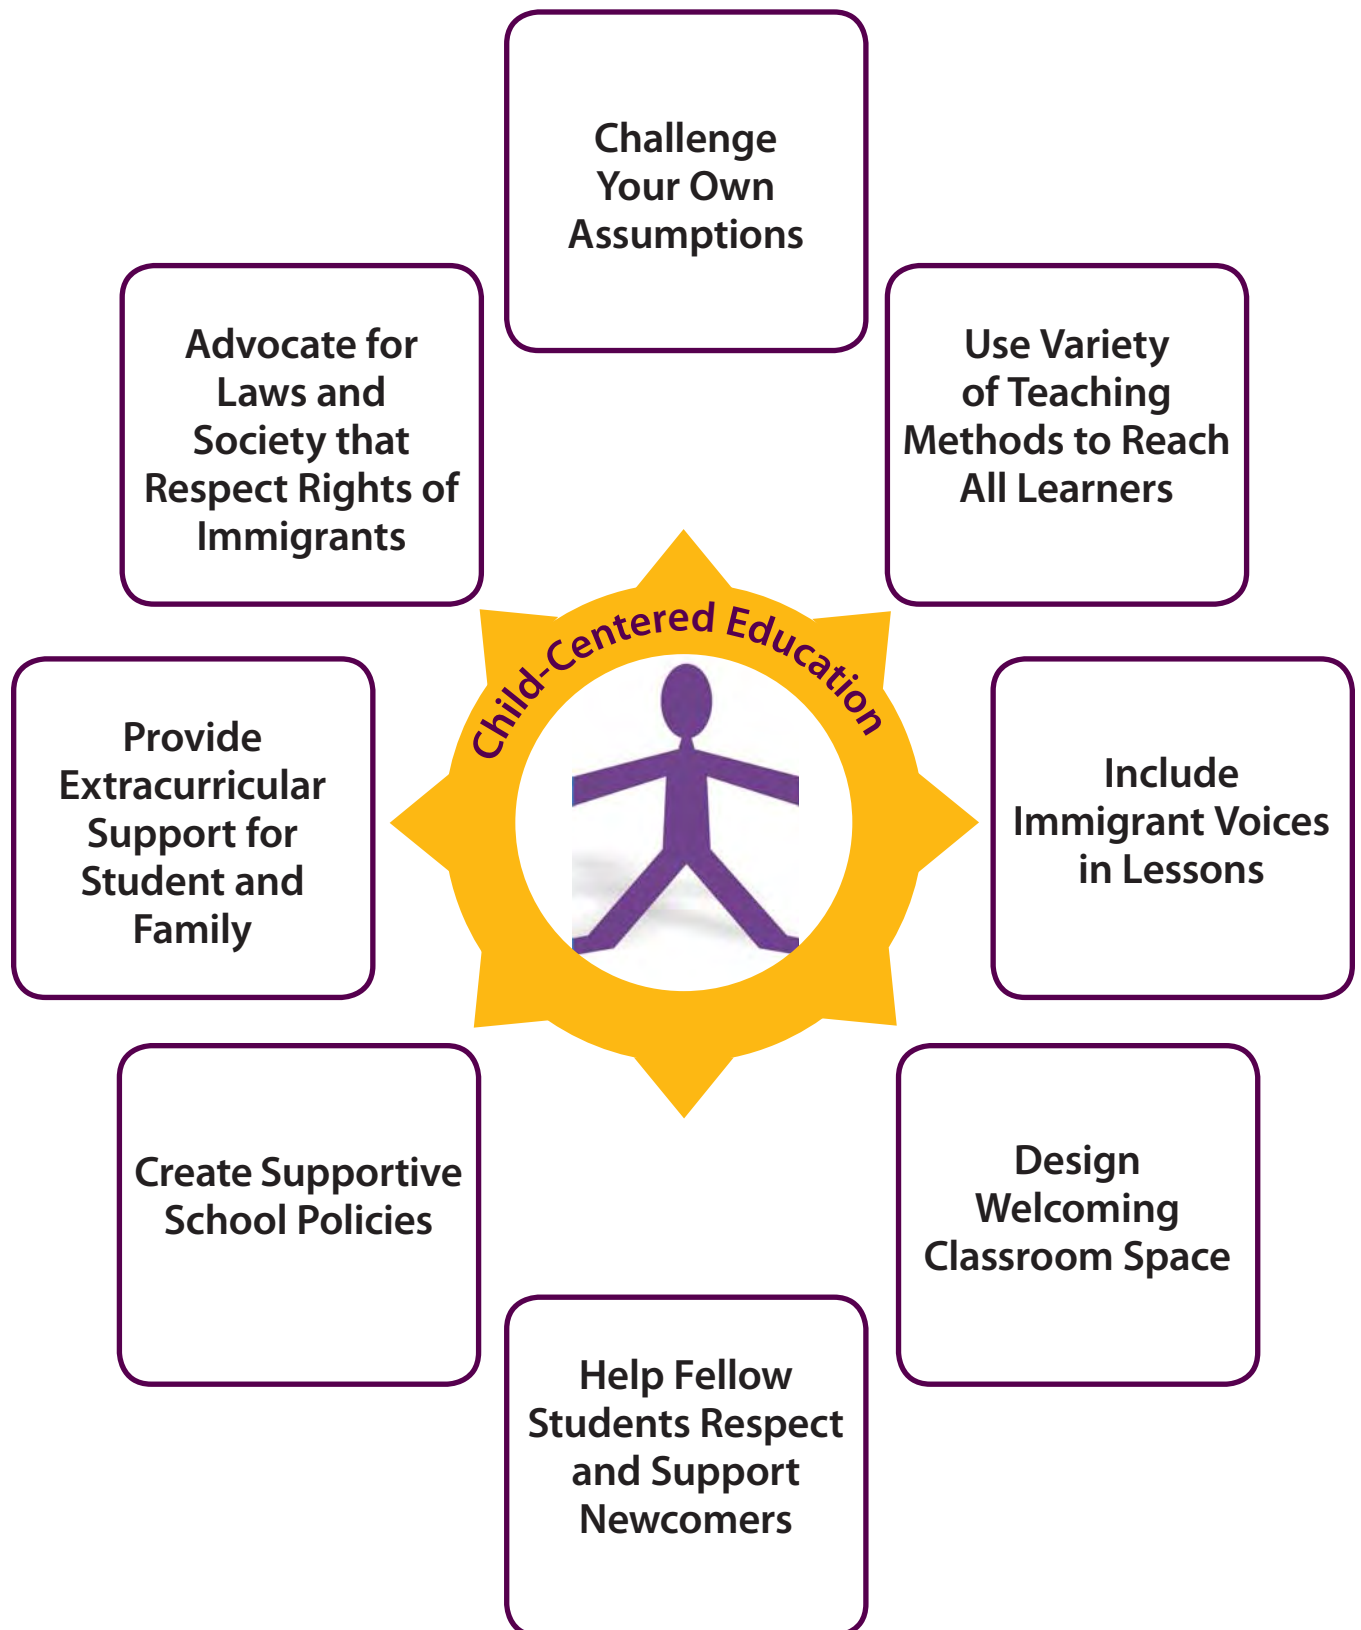 Challenge
Your Own
Assumptions
Use Variety
of Teaching
Methods to Reach
All Learners
Include
Immigrant Voices
in Lessons
Design
Welcoming
Classroom Space
Help Fellow
Students Respect
and Support
Newcomers
Create Supportive
School Policies
Provide
Extracurricular
Support for
Student and
Family
Advocate for
Laws and
Society that
Respect Rights of
Immigrants
Child-Centered Education